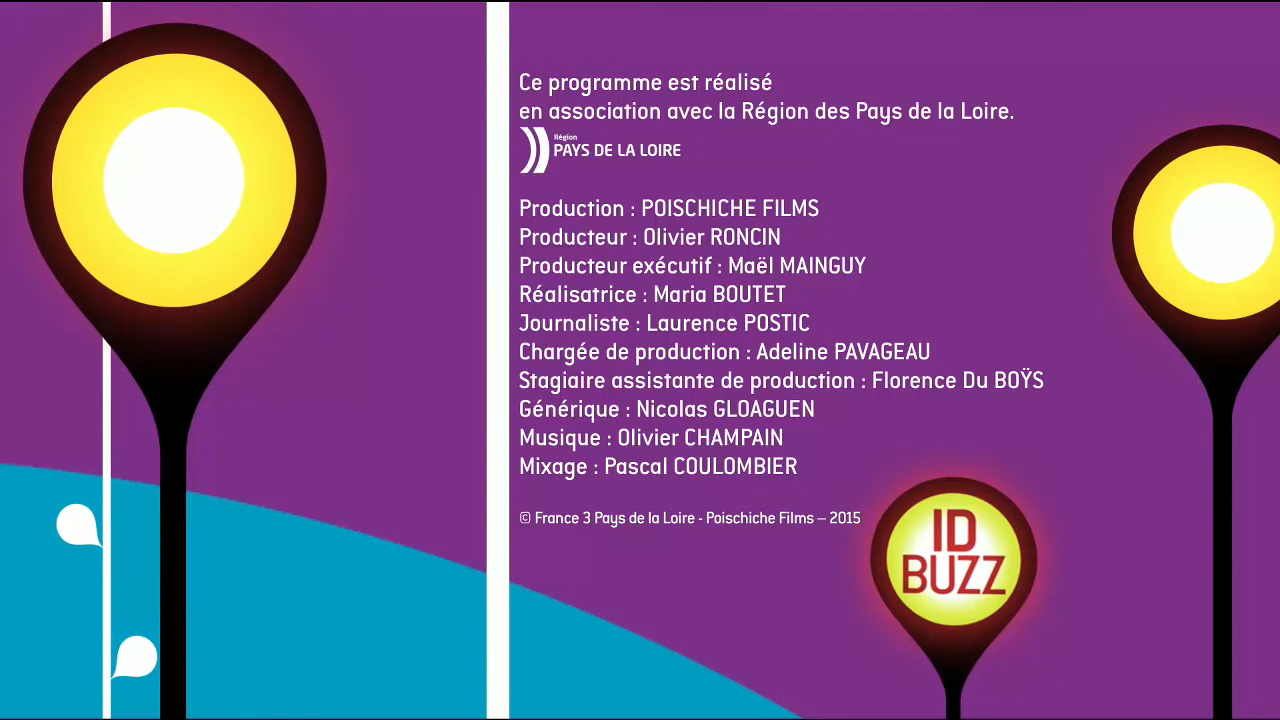 Ce programme est réalisé
en association avec la Région des Pays de la Loire.
Région
PAYS DE LA LOIRE
Production : POISCHICHE FILMS
Producteur : Olivier RONCIN
Producteur exécutif : Maël MAINGUY
Réalisatrice : Maria BOUTET
Journaliste : Laurence POSTIC
Chargée de production : Adeline PAVAGEAU
Stagiaire assistante de production : Florence Du BOŸS
Générique : Nicolas GLOAGUEN
Musique : Olivier CHAMPAIN
Mixage : Pascal COULOMBIER
© France 3 Pays de la Loire - Poischiche Films – 2015
ID
BUZZ